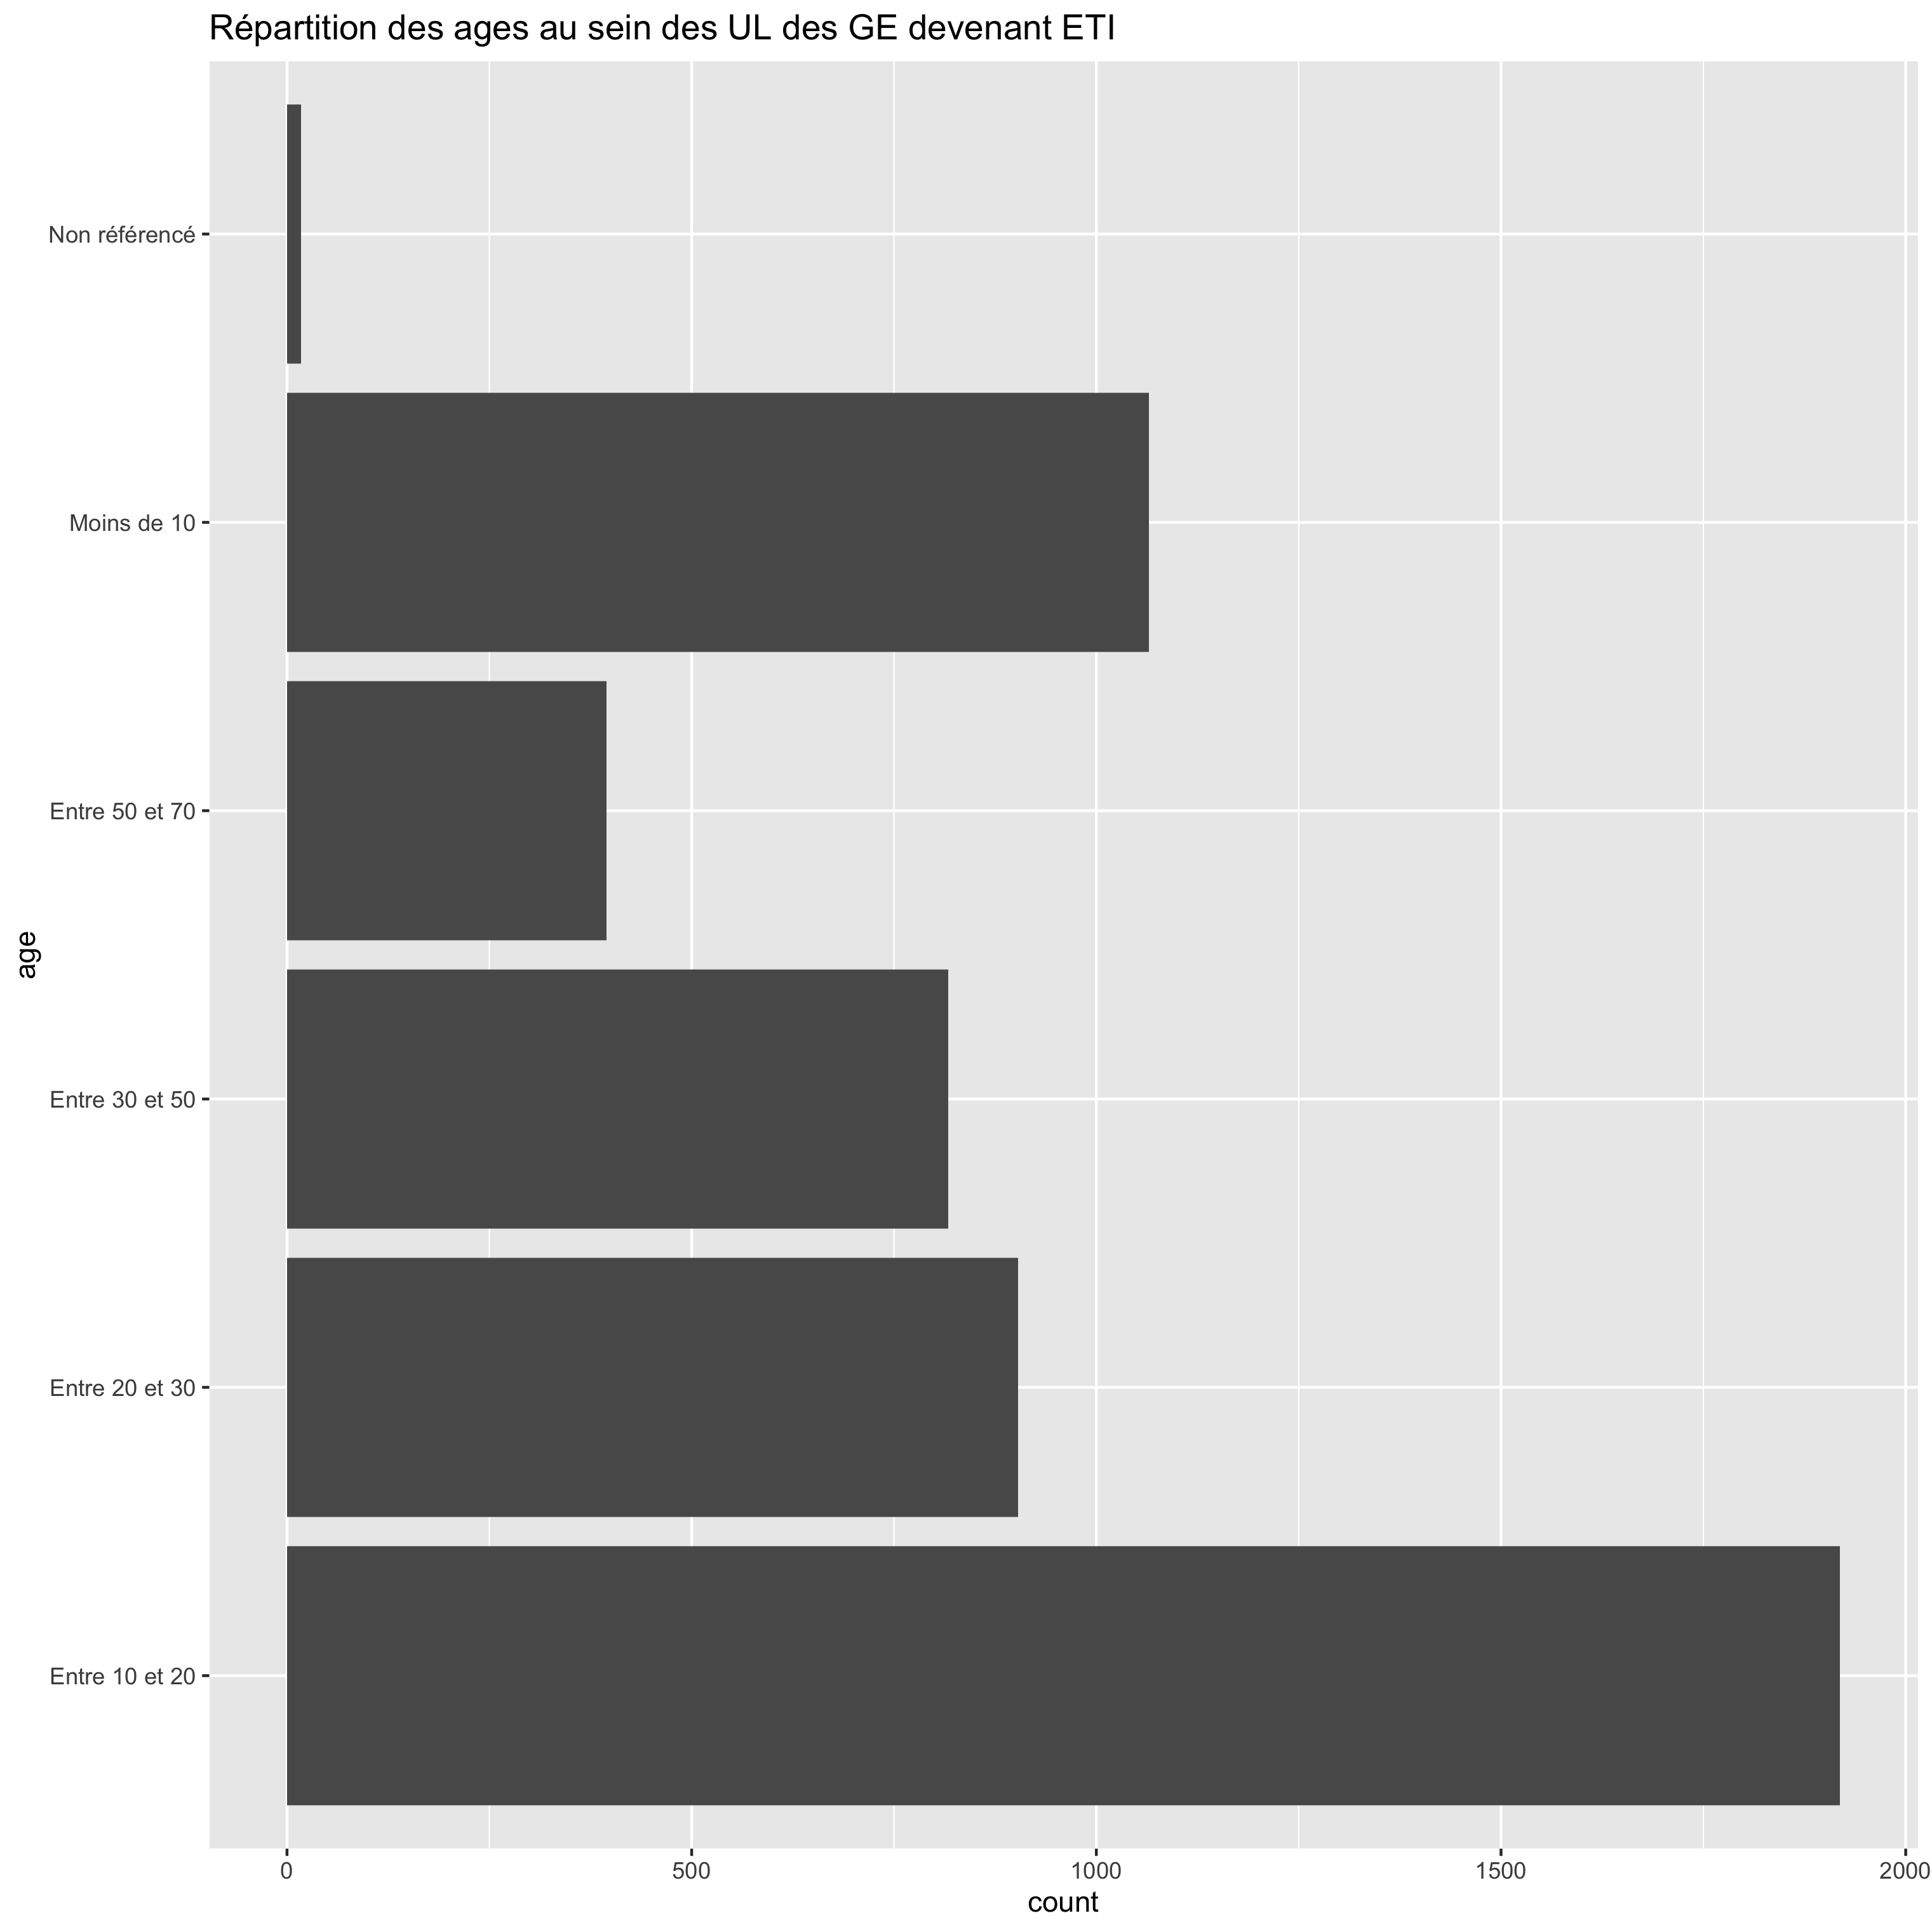 Répartition des ages au sein des UL des GE devenant ETI
Non référencé
Moins de 10
Entre 50 et 70
Entre 30 et 50
Entre 20 et 30
Entre 10 et 20
age
0 500 1000 1500 2000
count